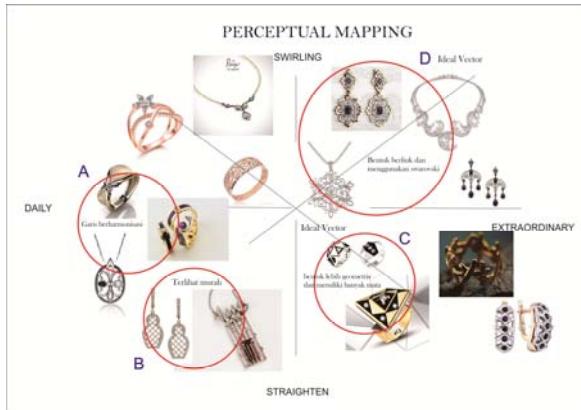 PERCEPTUAL MAPPING
SWIRLING
D
Ideal Vector
Bentuk berliuk dan
menggunakan swarovski
A
DAILY
Garis berharmonisasi
EXTRAORDINARY
Ideal Vector
C
bentuk lebih geometris
dan memiliki banyak mata
Terlihat murah
B
STRAIGHTEN